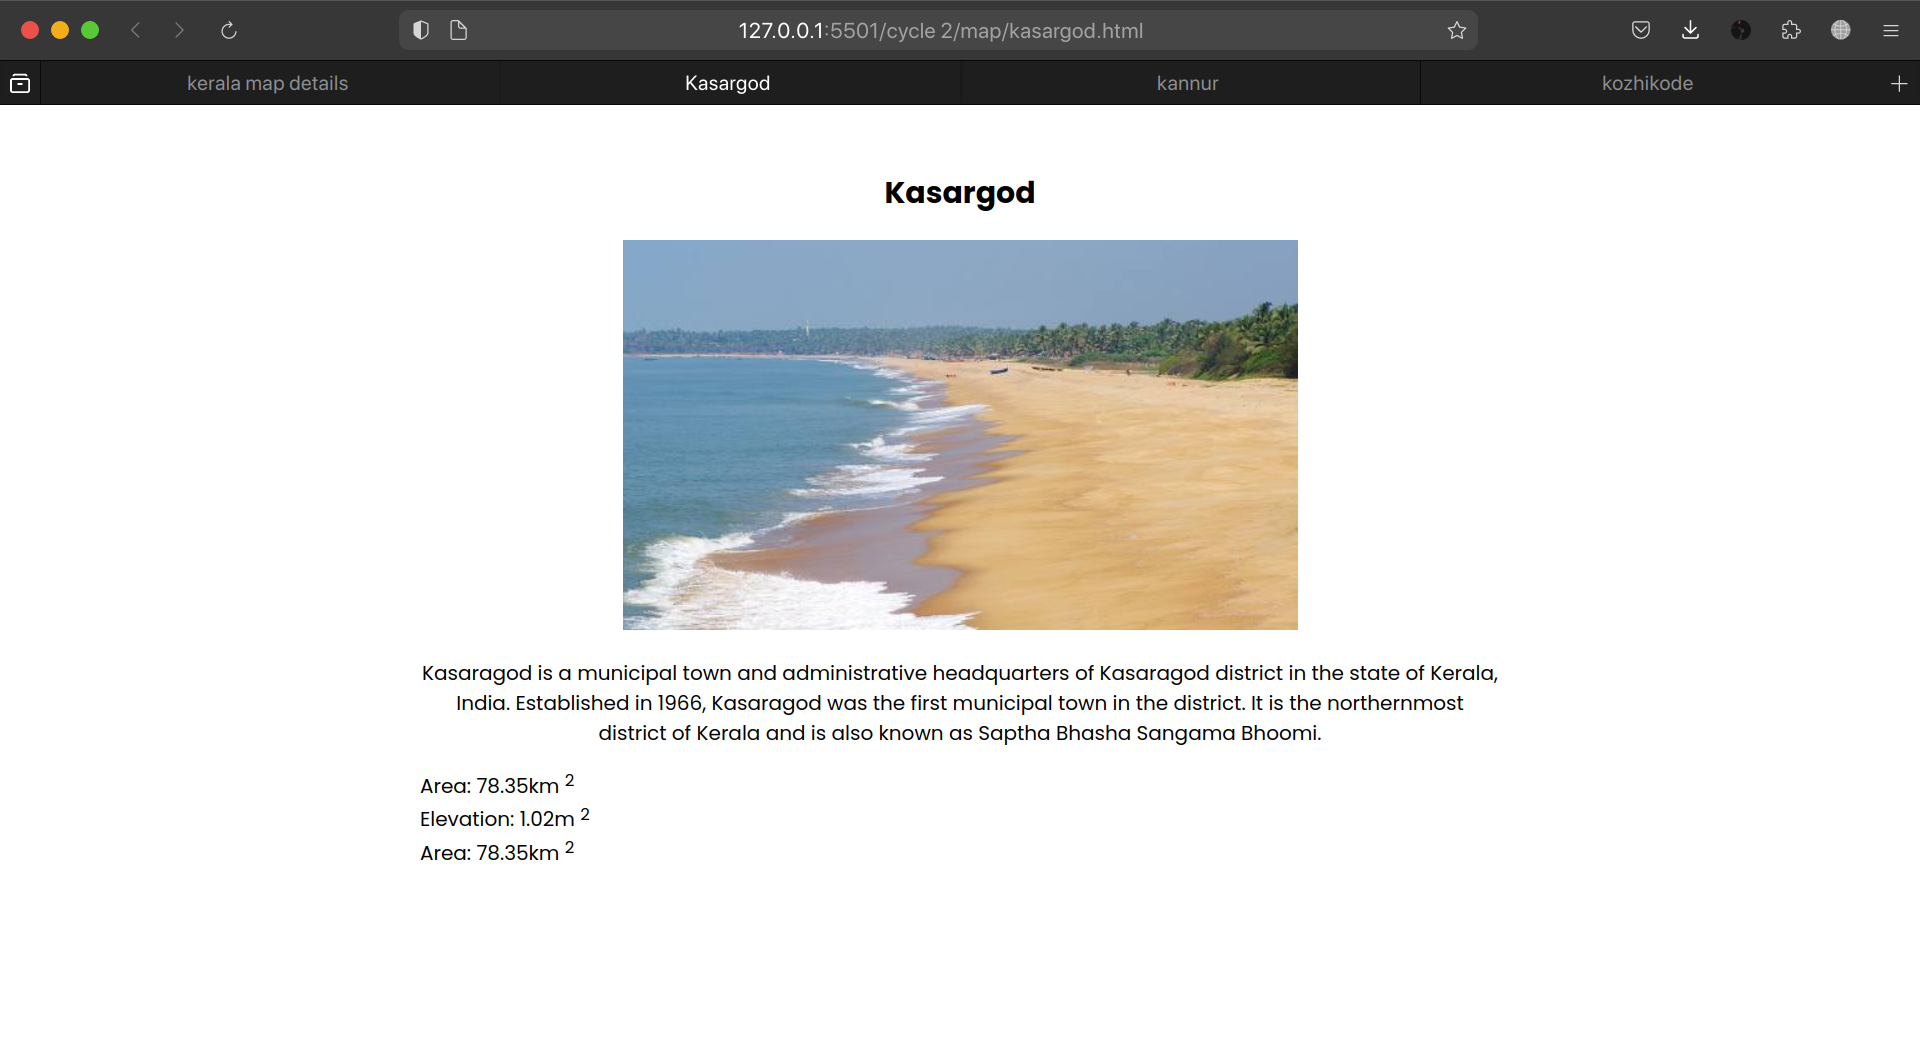 127.0.0.1:5501/cycle 2/map/kasargod.html
kerala map details
Kasargod
kannur
kozhikode
Kasargod
Kasaragod is a municipal town and administrative headquarters of Kasaragod district in the state of Kerala,
India. Established in 1966, Kasaragod was the first municipal town in the district. It is the northernmost
district of Kerala and is also known as Saptha Bhasha Sangama Bhoomi.
Area: 78.35km ²
Elevation: 1.02m ²
Area: 78.35km ²